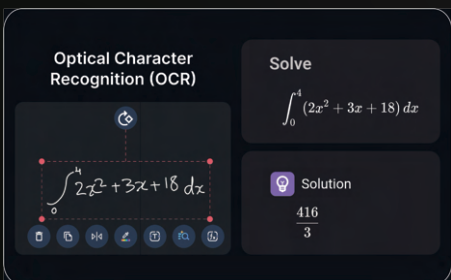 Optical Character
Recognition (OCR)
∫₀⁴ 2x² + 3x + 18 dx
Solve
∫₀⁴ (2x² + 3x + 18) dx
Solution
416/3